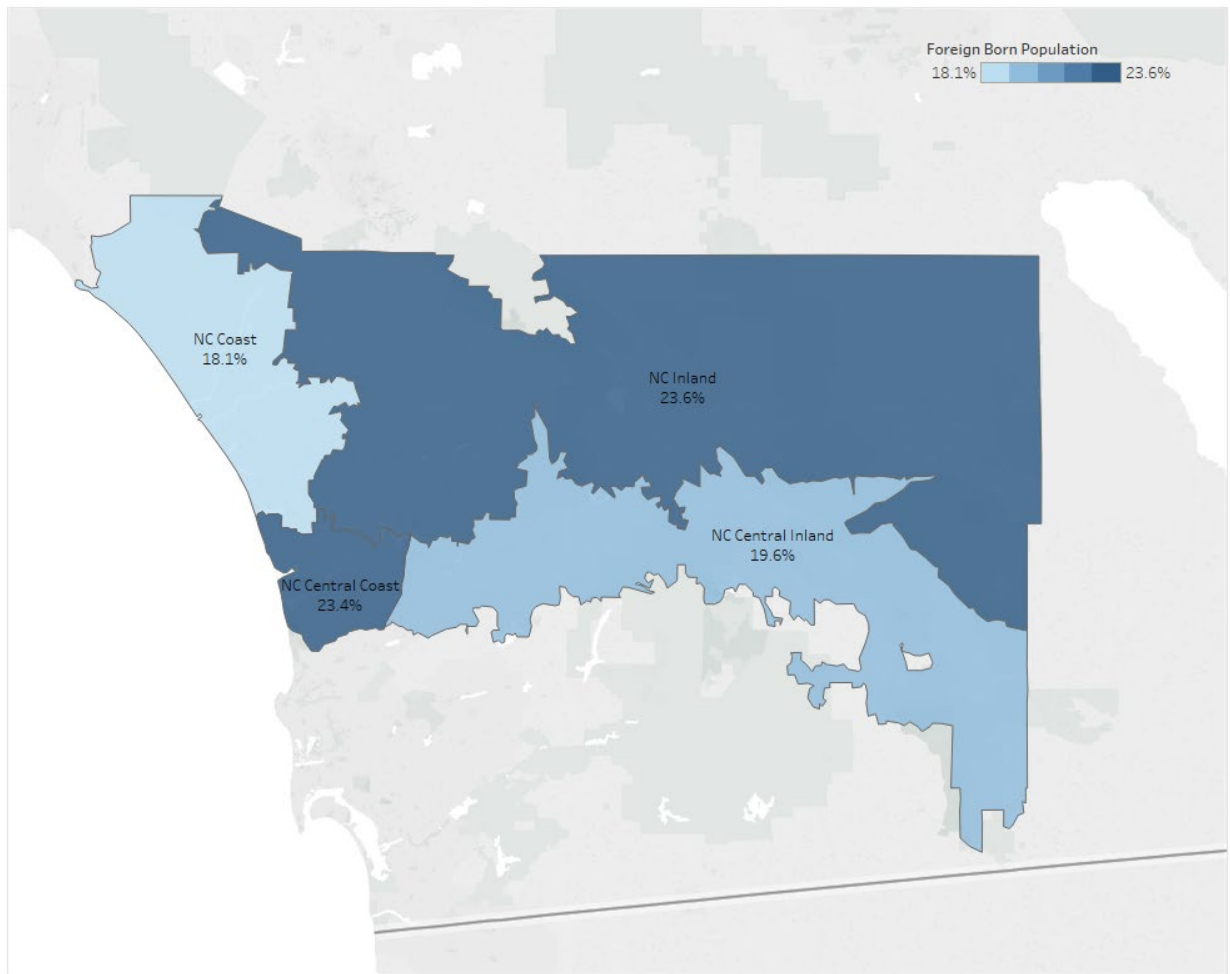 Foreign Born Population
18.1% 23.6%
NC Coast
18.1%
NC Inland
23.6%
NC Central Inland
19.6%
NC Central Coast
23.4%